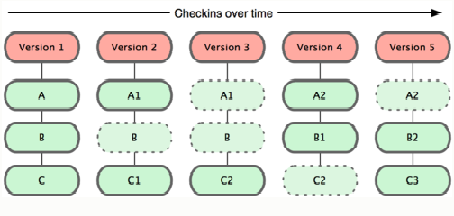 Checkins over time
Version 1 Version 2 Version 3 Version 4 Version 5
A A1 A1 A2 A2
B B B B1 B2
C C1 C2 C2 C3